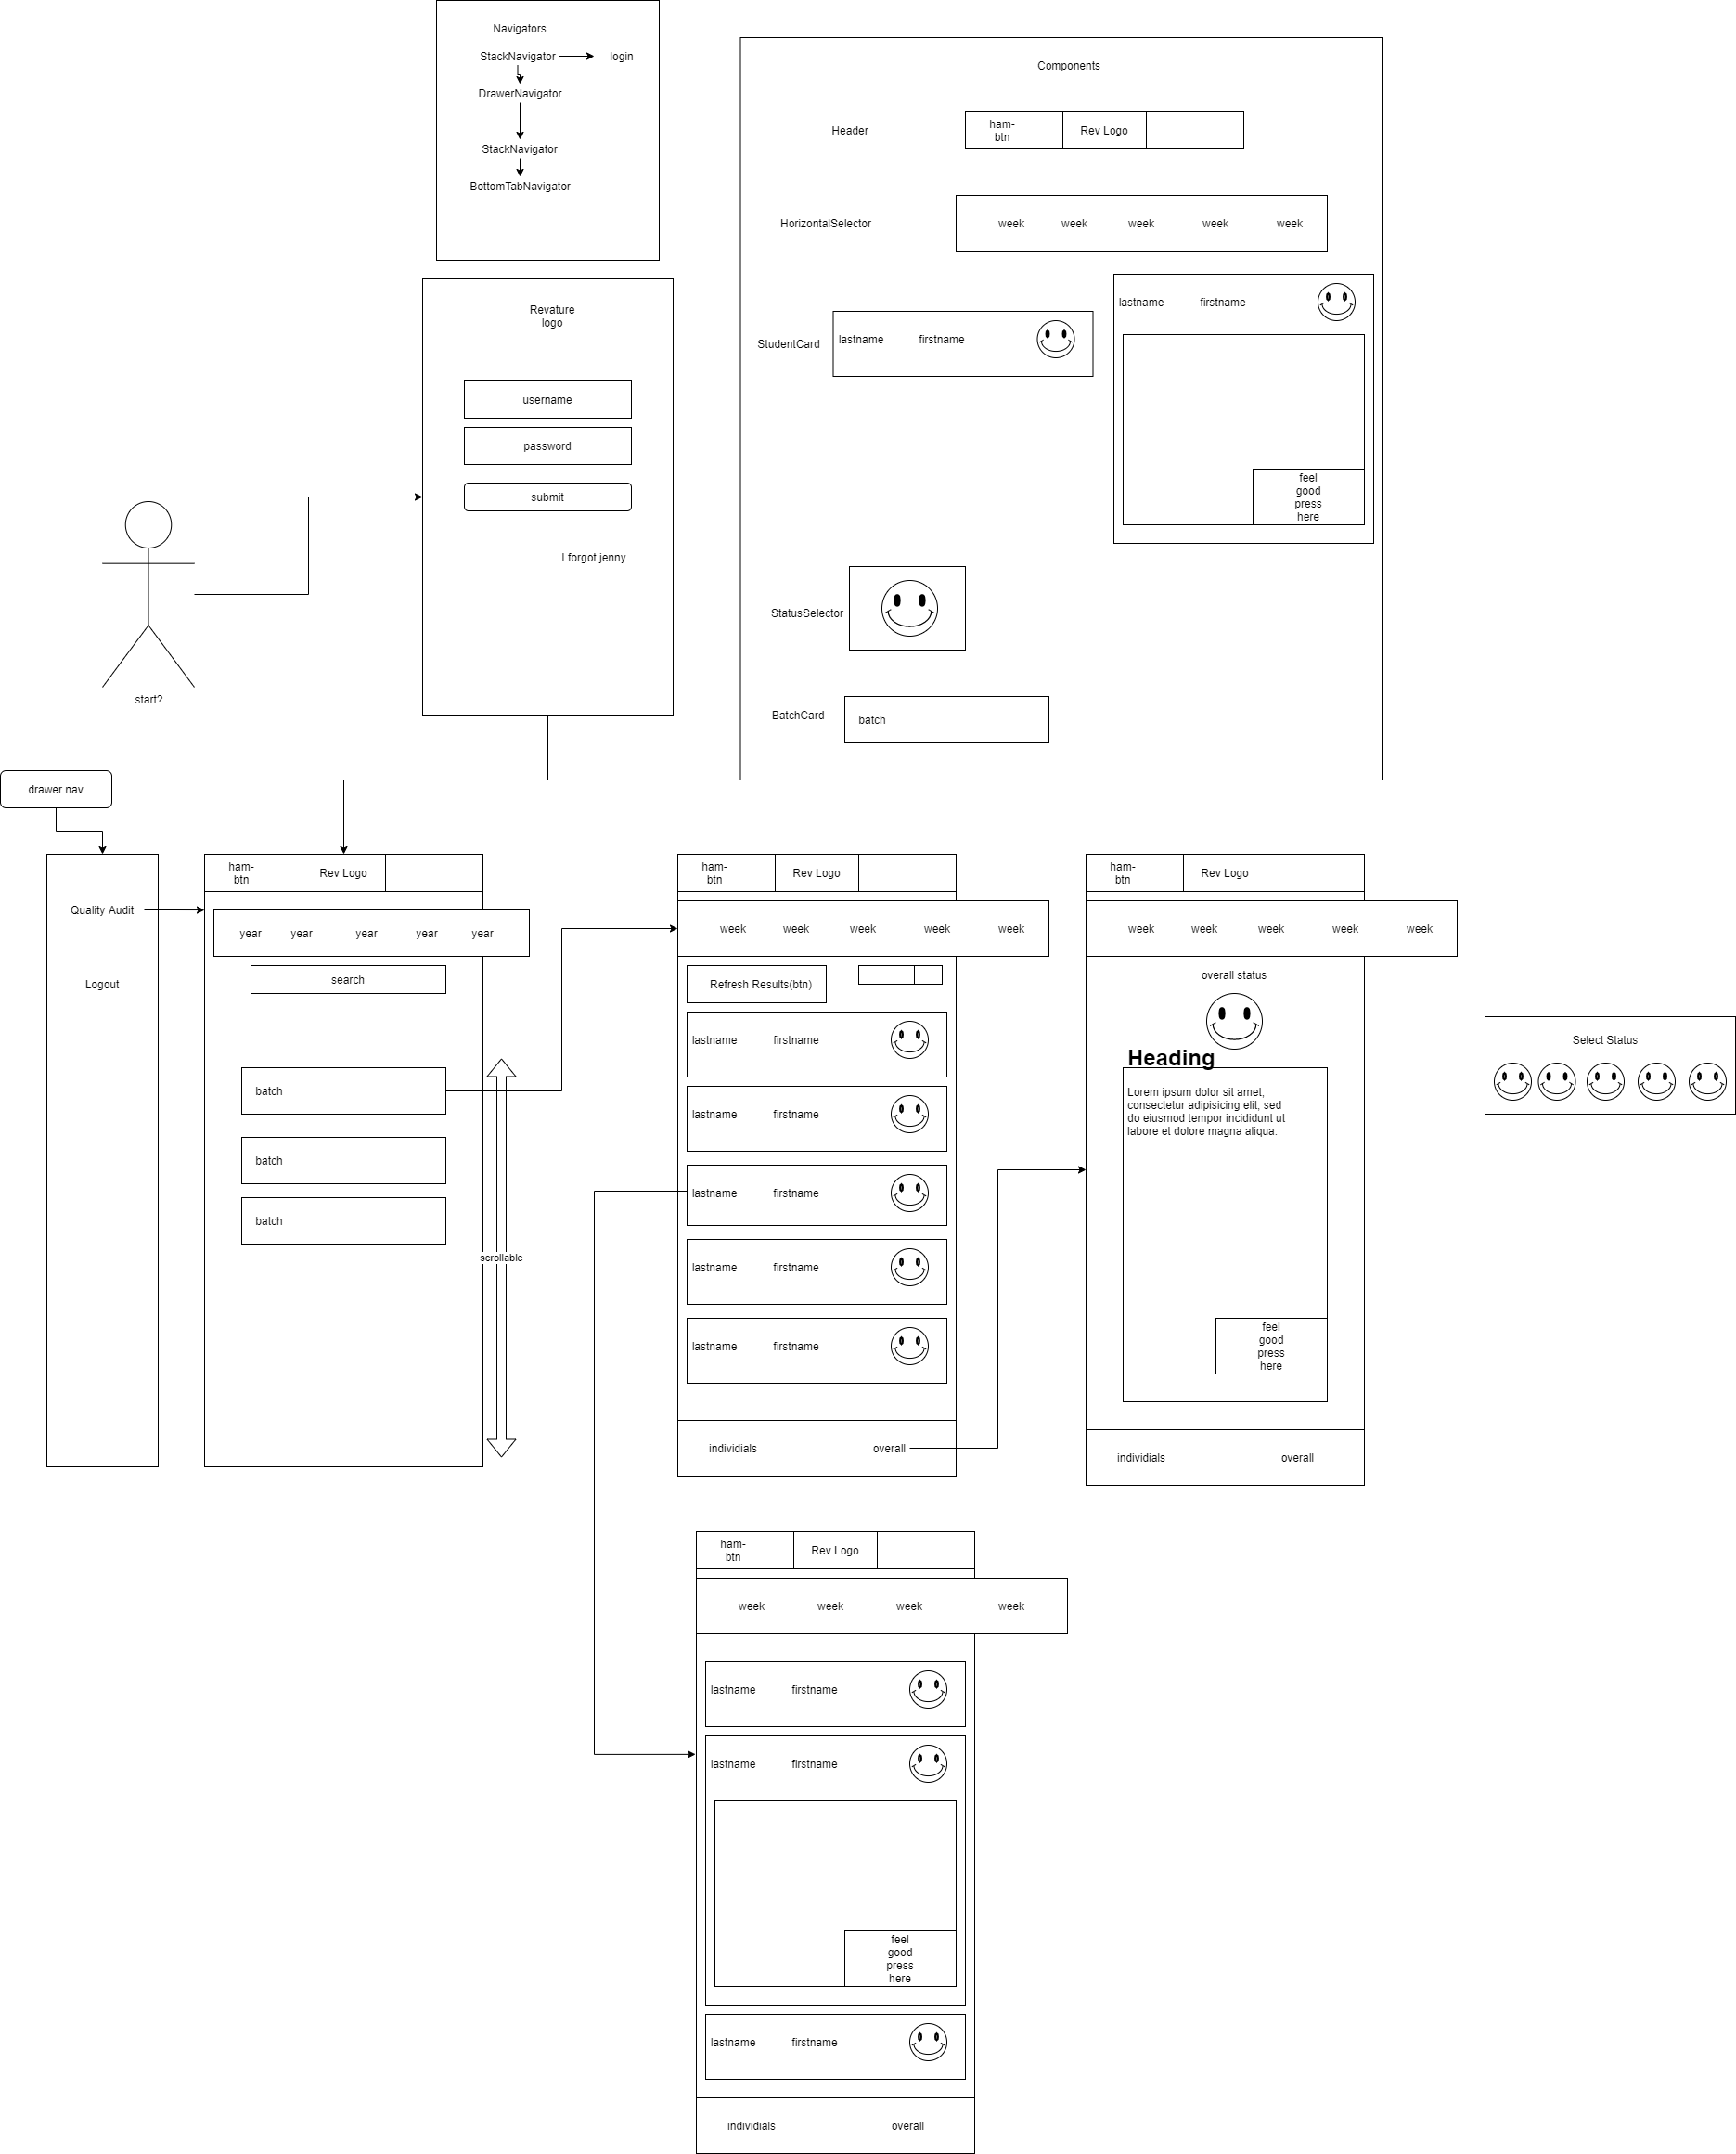 Navigators
StackNavigator
login
DrawerNavigator
StackNavigator
BottomTabNavigator
Components
Header
ham-
btn
Rev Logo
HorizontalSelector
week
week
week
week
week
StudentCard
lastname
firstname
lastname
firstname
feel
good
press
here
StatusSelector
BatchCard
batch
Revature
logo
username
password
submit
I forgot jenny
start?
drawer nav
Quality Audit
Logout
ham-
btn
Rev Logo
year
year
year
year
year
search
batch
batch
batch
scrollable
ham-
btn
Rev Logo
week
week
week
week
week
Refresh Results(btn)
lastname
firstname
lastname
firstname
lastname
firstname
lastname
firstname
lastname
firstname
individials
overall
ham-
btn
Rev Logo
week
week
week
week
week
overall status
Heading
Lorem ipsum dolor sit amet,
consectetur adipisicing elit, sed
do eiusmod tempor incididunt ut
labore et dolore magna aliqua.
feel
good
press
here
individials
overall
Select Status
ham-
btn
Rev Logo
week
week
week
week
lastname
firstname
lastname
firstname
feel
good
press
here
lastname
firstname
individials
overall